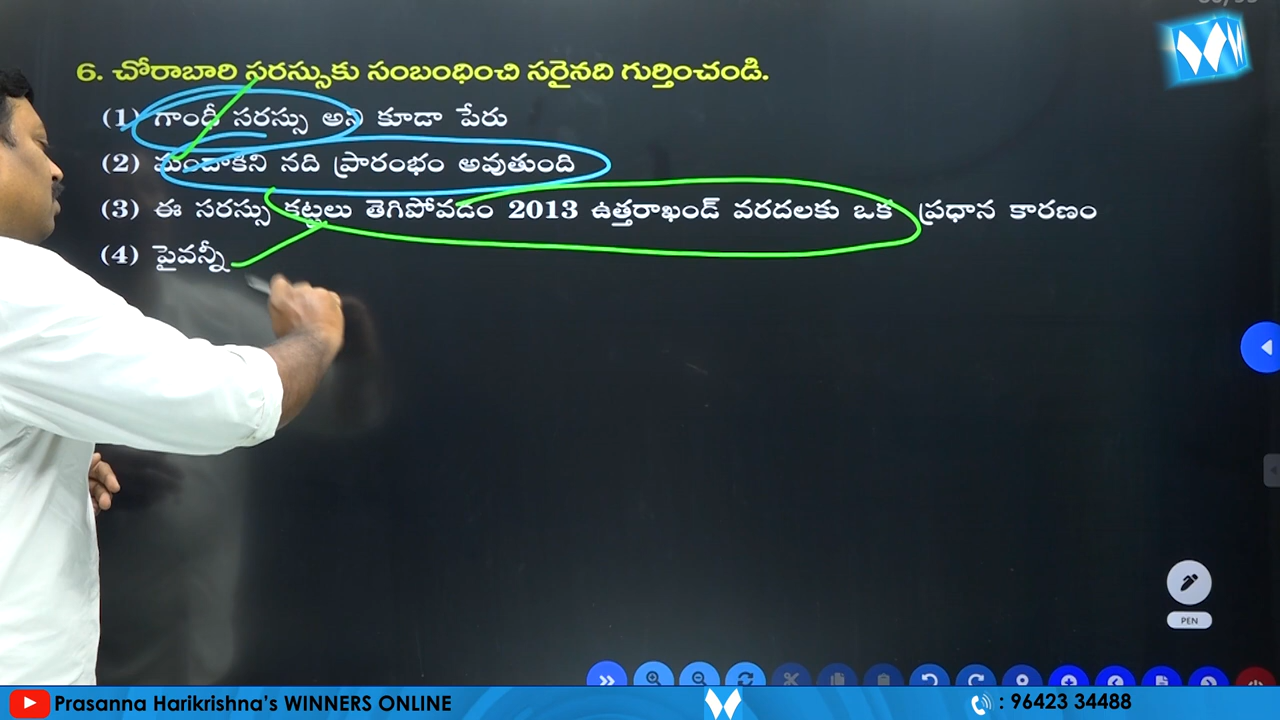 6. చోరాబారి సరస్సుకు సంబంధించి సరైనది గుర్తించండి.
(1) గాంధీ సరస్సు అని కూడా పేరు
(2) మందాకిని నది ప్రారంభం అవుతుంది
(3) ఈ సరస్సు కట్టలు తెగిపోవడం 2013 ఉత్తరాఖండ్ వరదలకు ఒక ప్రధాన కారణం
(4) పైవన్నీ
PEN
Prasanna Harikrishna's WINNERS ONLINE : 96423 34488